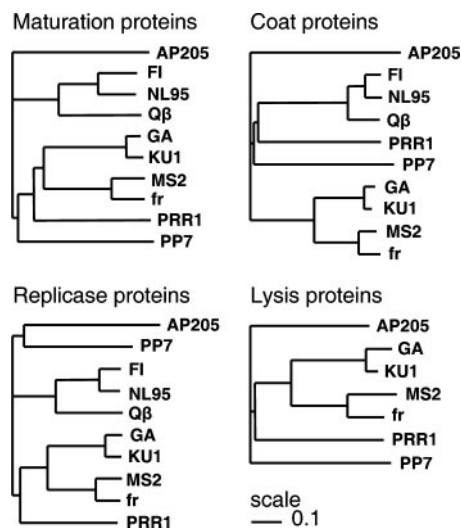 Maturation proteins
AP205
FI
NL95
Qβ
GA
KU1
MS2
fr
PRR1
PP7
Coat proteins
AP205
FI
NL95
Qβ
PRR1
PP7
GA
KU1
MS2
fr
Replicase proteins
AP205
PP7
FI
NL95
Qβ
GA
KU1
MS2
fr
PRR1
Lysis proteins
AP205
GA
KU1
MS2
fr
PRR1
PP7
scale
0.1